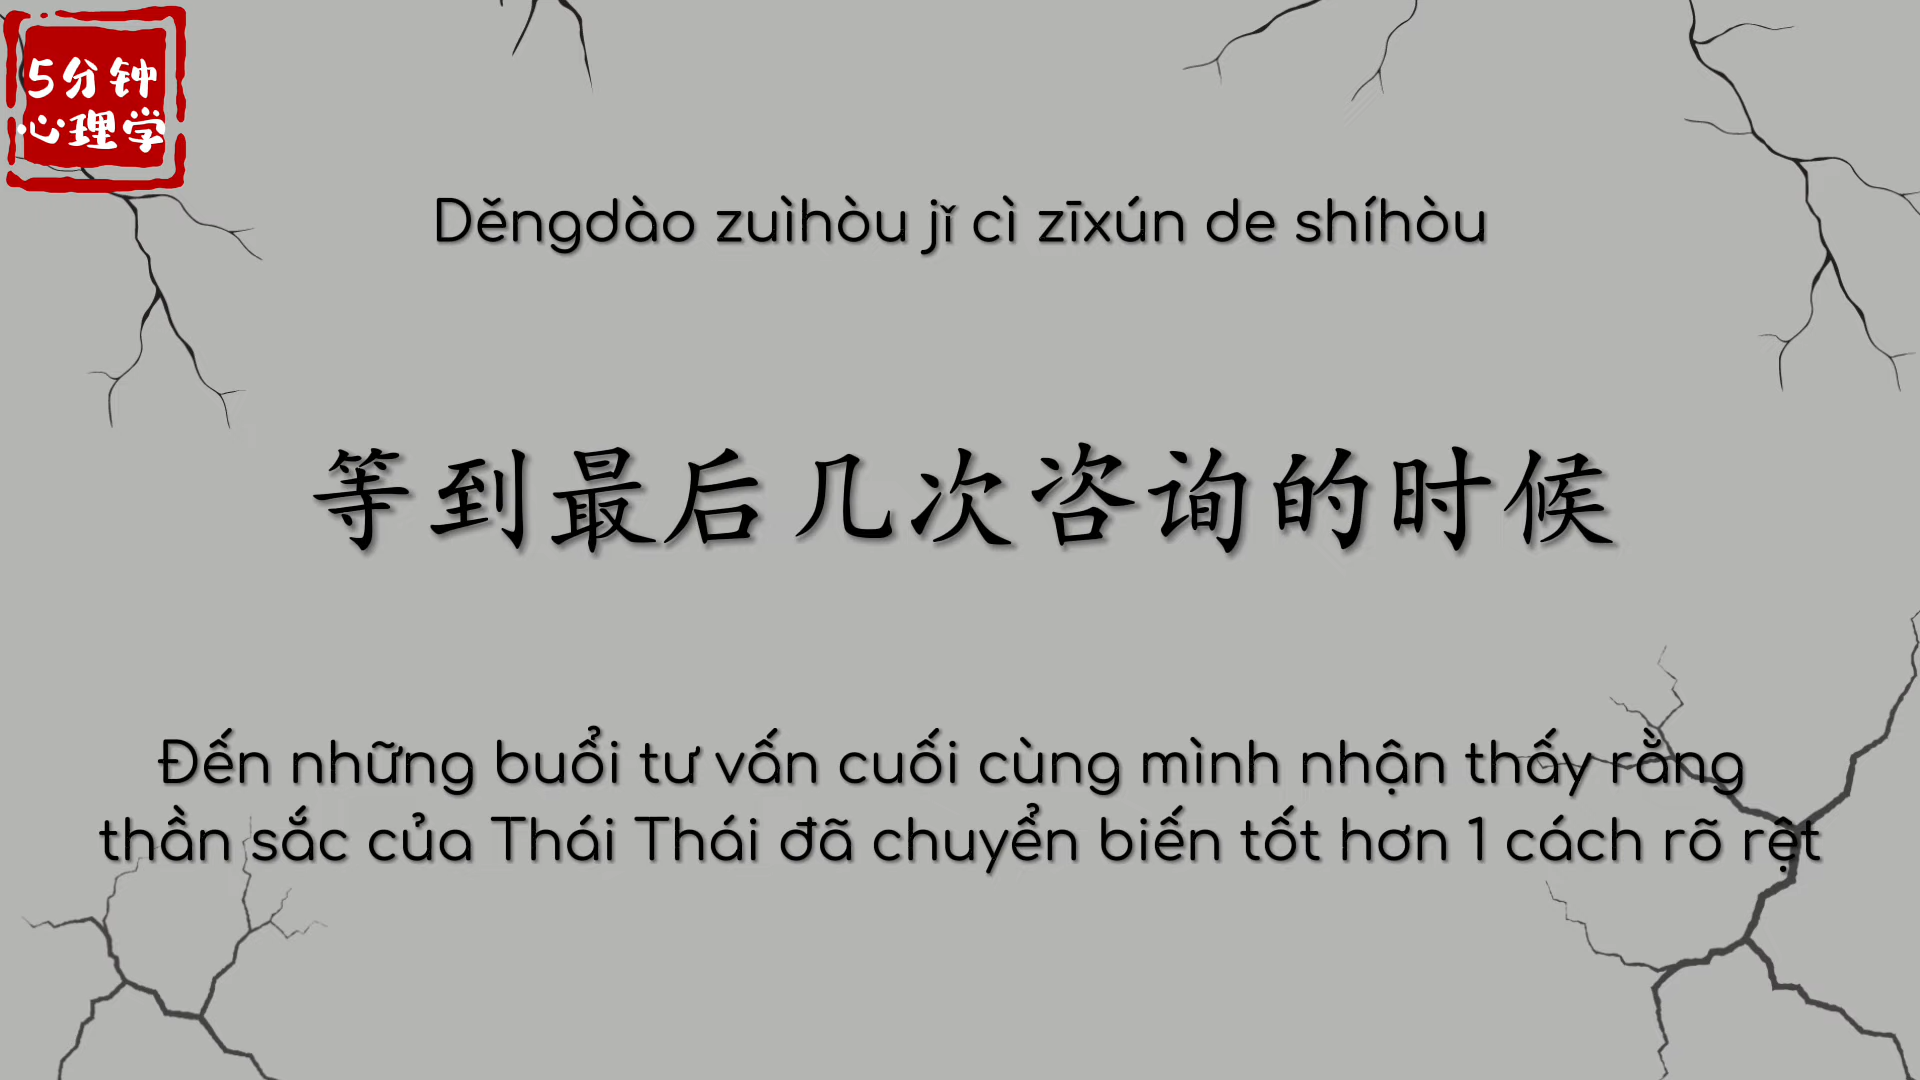 5分钟
心理学
Děngdào zuìhòu jǐ cì zīxún de shíhòu
等到最后几次咨询的时候
Đến những buổi tư vấn cuối cùng mình nhận thấy rằng
thần sắc của Thái Thái đã chuyển biến tốt hơn 1 cách rõ rệt